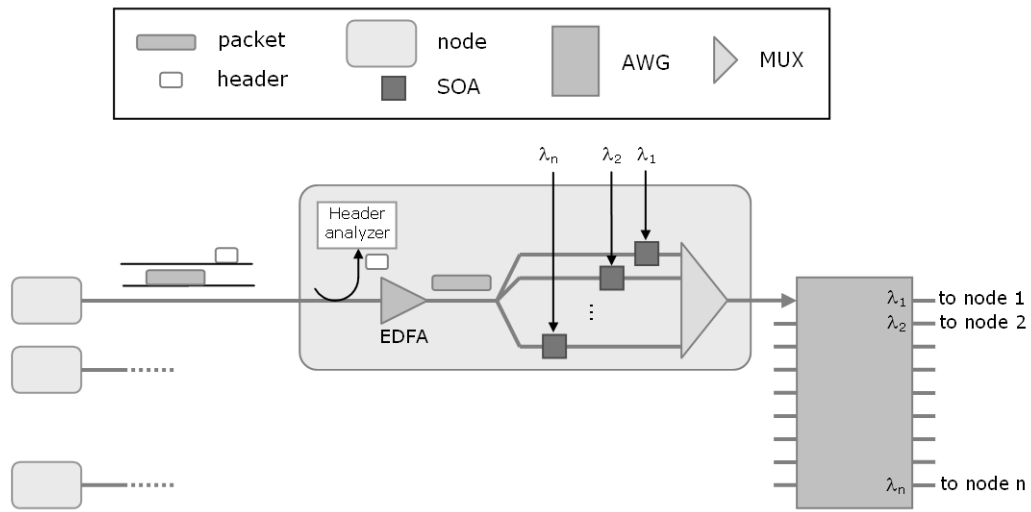 packet
header
node
SOA
AWG
MUX
λn
λ2
λ1
Header
analyzer
EDFA
⋮
λ1 to node 1
λ2 to node 2
λn to node n